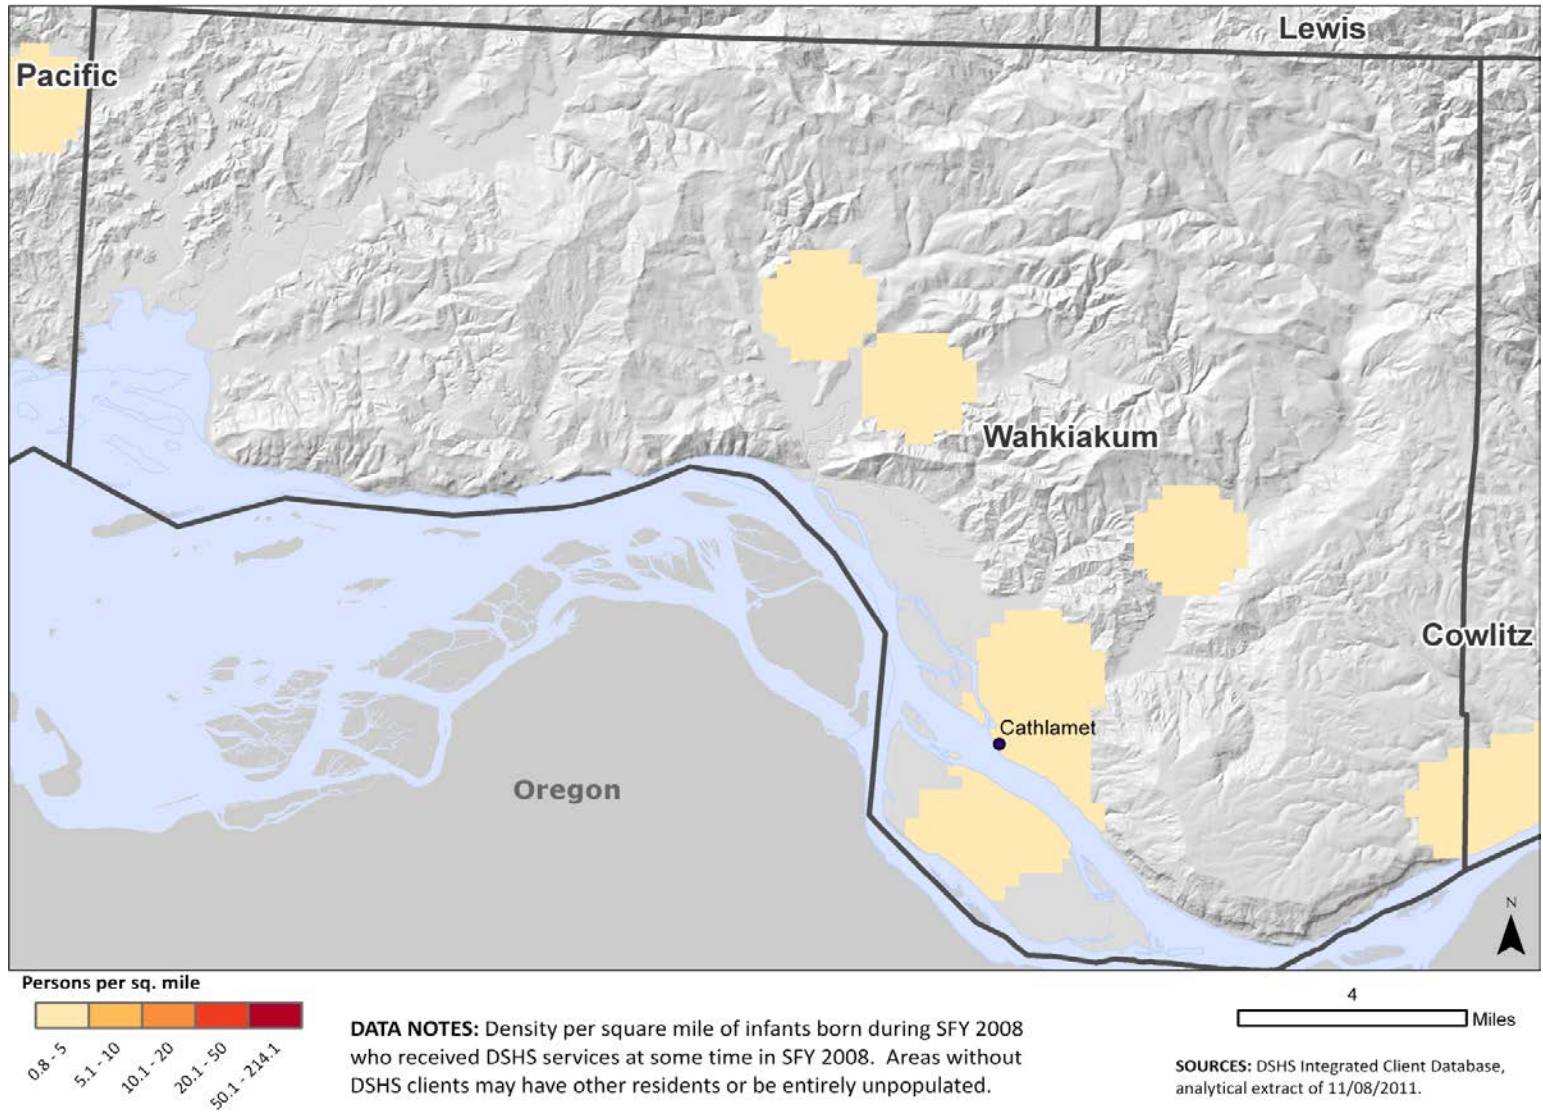 Lewis
Pacific
Wahkiakum
Cowlitz
Cathlamet
Oregon
N
Persons per sq. mile
0.8 - 5
5.1 - 10
10.1 - 20
20.1 - 50
50.1 - 214.1
DATA NOTES: Density per square mile of infants born during SFY 2008
who received DSHS services at some time in SFY 2008. Areas without
DSHS clients may have other residents or be entirely unpopulated.
4
Miles
SOURCES: DSHS Integrated Client Database,
analytical extract of 11/08/2011.